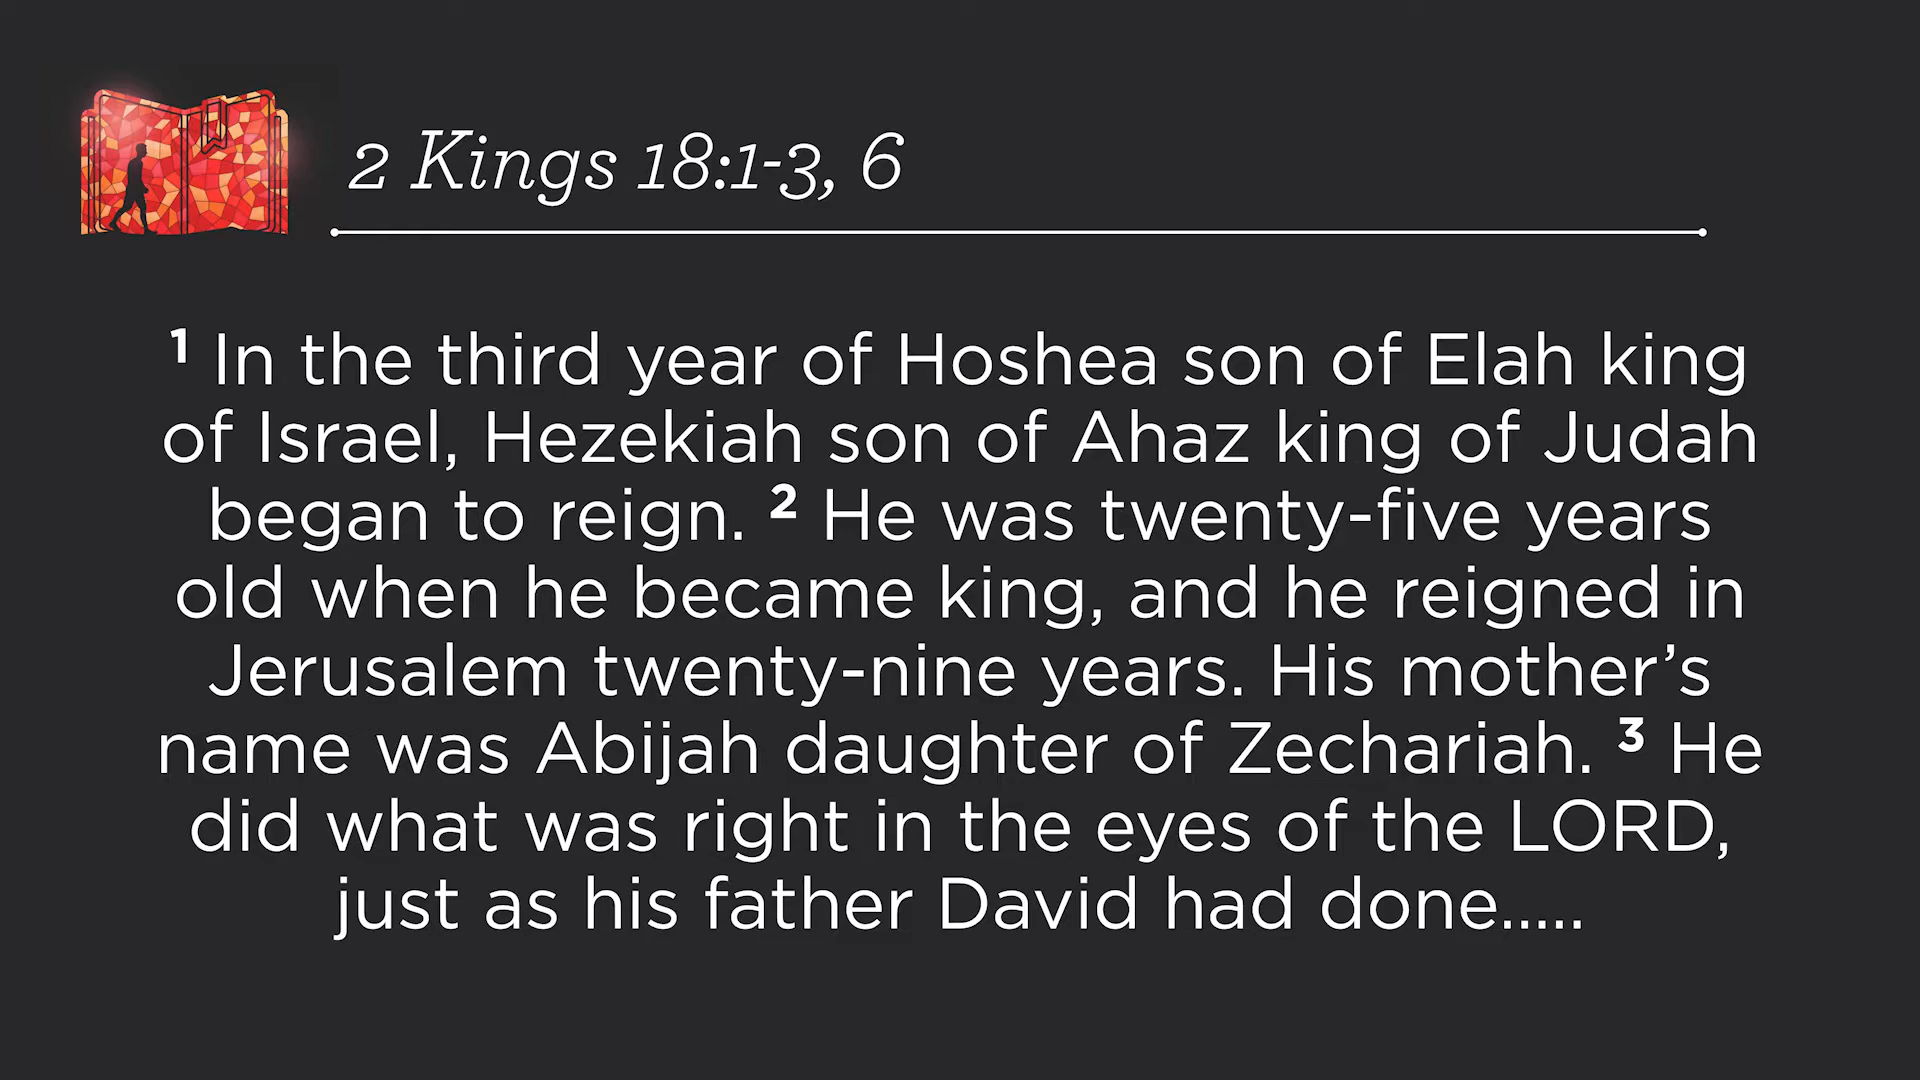 2 Kings 18:1-3, 6
1 In the third year of Hoshea son of Elah king
of Israel, Hezekiah son of Ahaz king of Judah
began to reign. 2 He was twenty-five years
old when he became king, and he reigned in
Jerusalem twenty-nine years. His mother’s
name was Abijah daughter of Zechariah. 3 He
did what was right in the eyes of the LORD,
just as his father David had done.....